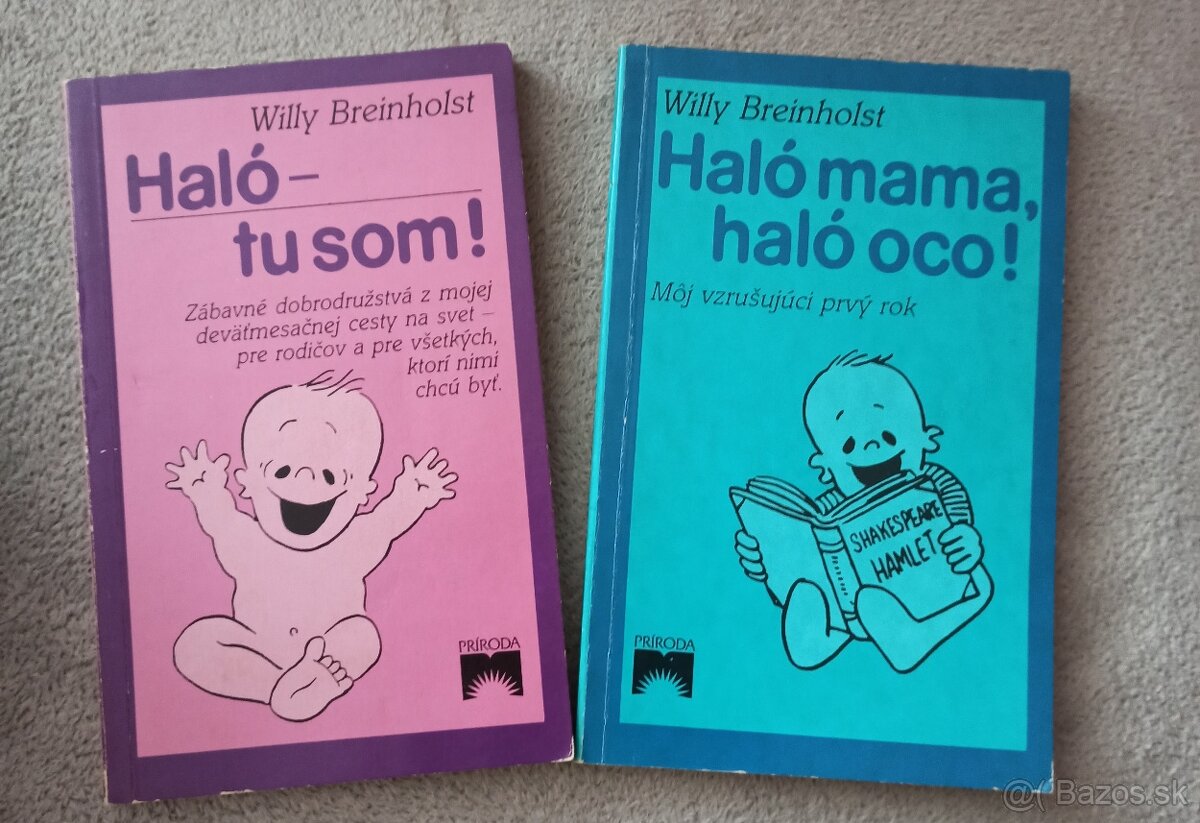 Willy Breinholst
Haló –
tu som!
Zábavné dobrodružstvá z mojej
deväťmesačnej cesty na svet –
pre rodičov a pre všetkých,
ktorí nimi
chcú byť.
PRÍRODA
Willy Breinholst
Haló mama,
haló oco!
Môj vzrušujúci prvý rok
SHAKESPEARE
HAMLET
PRÍRODA
@( Bazos.sk